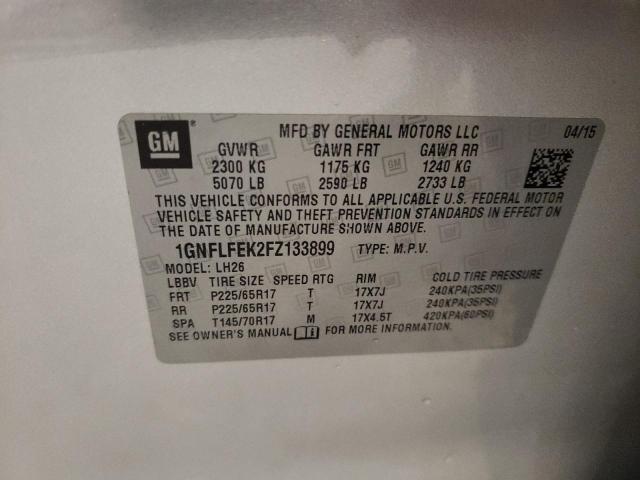 GM
MFD BY GENERAL MOTORS LLC 04/15
GVWR GAWR FRT GAWR RR
2300 KG 1175 KG 1240 KG
5070 LB 2590 LB 2733 LB
THIS VEHICLE CONFORMS TO ALL APPLICABLE U.S. FEDERAL MOTOR
VEHICLE SAFETY AND THEFT PREVENTION STANDARDS IN EFFECT ON
THE DATE OF MANUFACTURE SHOWN ABOVE.
1GNFLFEK2FZ133899 TYPE: M.P.V.
MODEL: LH26
LBBV TIRE SIZE SPEED RTG RIM COLD TIRE PRESSURE
FRT P225/65R17 T 17X7J 240KPA(35PSI)
RR P225/65R17 T 17X7J 240KPA(35PSI)
SPA T145/70R17 M 17X4.5T 420KPA(60PSI)
SEE OWNER'S MANUAL FOR MORE INFORMATION.